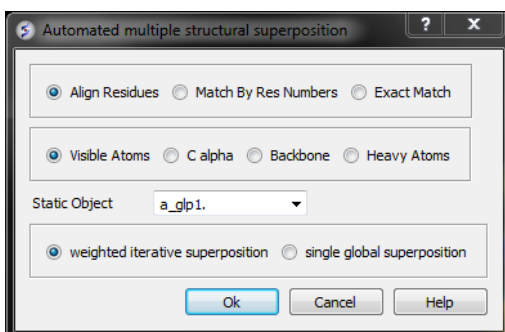 Automated multiple structural superposition ? x
Align Residues Match By Res Numbers Exact Match
Visible Atoms C alpha Backbone Heavy Atoms
Static Object a_glp1.
weighted iterative superposition single global superposition
Ok Cancel Help